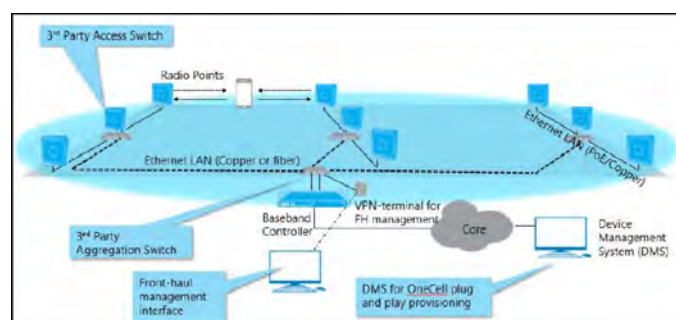 3rd Party Access Switch
Radio Points
Ethernet LAN (Copper or fiber)
Ethernet LAN (PoE/Copper)
VPN-terminal for
FH management
Baseband
Controller
3rd Party
Aggregation Switch
Core
Device
Management
System (DMS)
Front-haul
management
interface
DMS for OneCell plug
and play provisioning